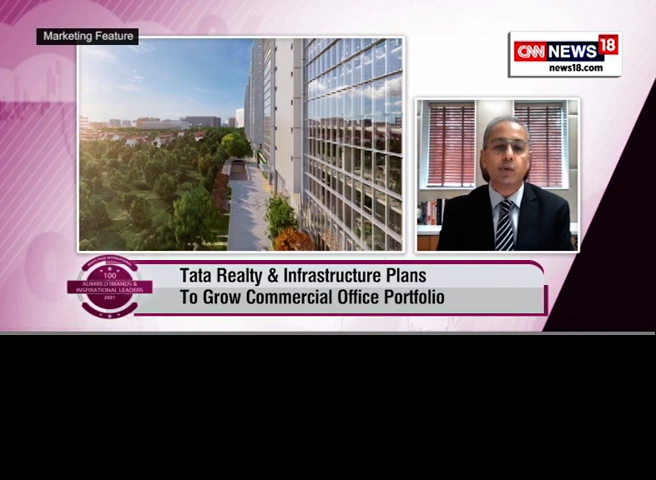 Marketing Feature
CNN NEWS 18
news18.com
100
ADMIRED BRANDS &
INSPIRATIONAL LEADERS
2021
Tata Realty & Infrastructure Plans
To Grow Commercial Office Portfolio